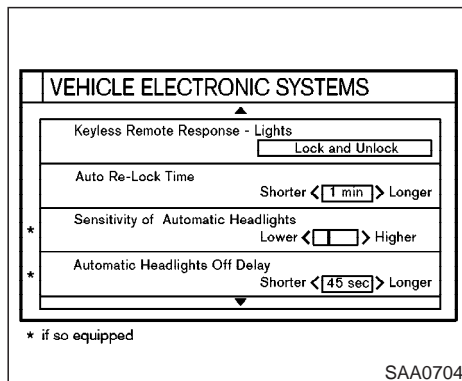 VEHICLE ELECTRONIC SYSTEMS
Keyless Remote Response - Lights
Lock and Unlock
Auto Re-Lock Time
Shorter < 1 min > Longer
* Sensitivity of Automatic Headlights
Lower < > Higher
* Automatic Headlights Off Delay
Shorter < 45 sec > Longer
* if so equipped
SAA0704